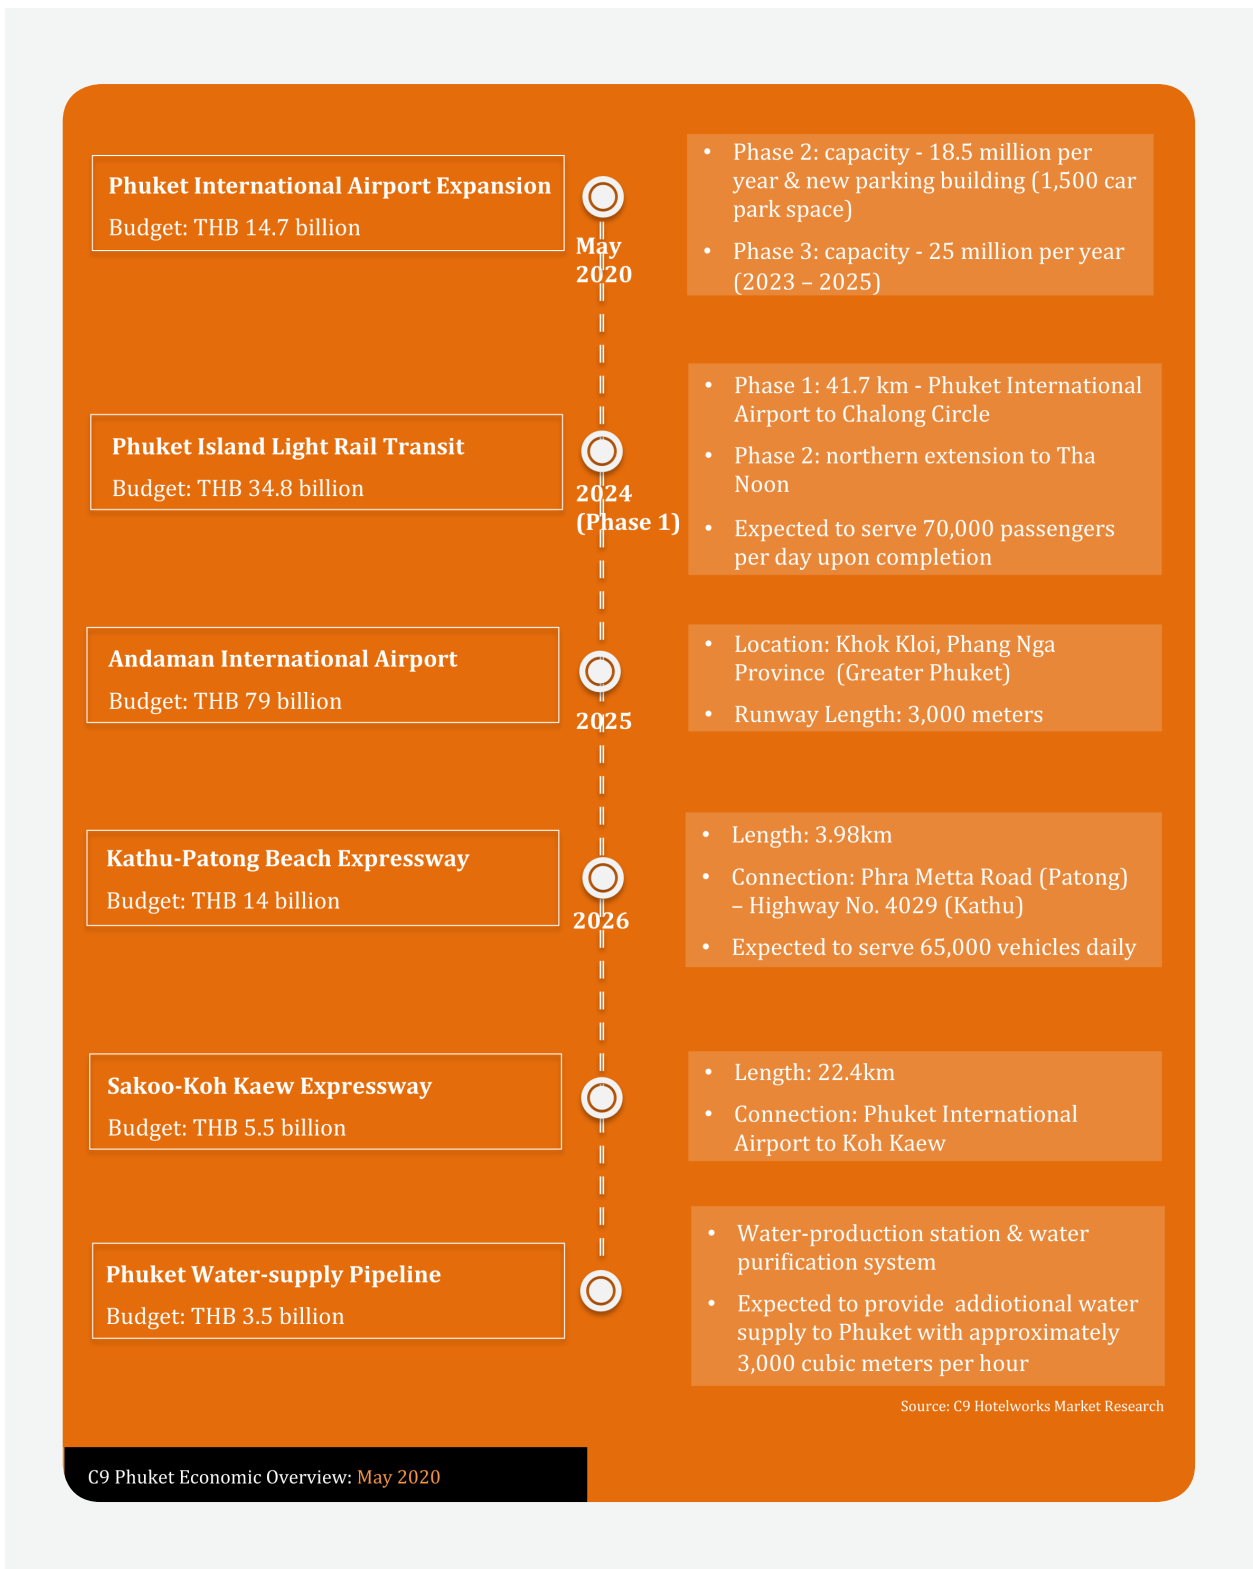 Phuket International Airport Expansion
Budget: THB 14.7 billion
May
2020
• Phase 2: capacity - 18.5 million per
year & new parking building (1,500 car
park space)
• Phase 3: capacity - 25 million per year
(2023 – 2025)
Phuket Island Light Rail Transit
Budget: THB 34.8 billion
2024
(Phase 1)
• Phase 1: 41.7 km - Phuket International
Airport to Chalong Circle
• Phase 2: northern extension to Tha
Noon
• Expected to serve 70,000 passengers
per day upon completion
Andaman International Airport
Budget: THB 79 billion
2025
• Location: Khok Kloi, Phang Nga
Province (Greater Phuket)
• Runway Length: 3,000 meters
Kathu-Patong Beach Expressway
Budget: THB 14 billion
2026
• Length: 3.98km
• Connection: Phra Metta Road (Patong)
– Highway No. 4029 (Kathu)
• Expected to serve 65,000 vehicles daily
Sakoo-Koh Kaew Expressway
Budget: THB 5.5 billion
• Length: 22.4km
• Connection: Phuket International
Airport to Koh Kaew
Phuket Water-supply Pipeline
Budget: THB 3.5 billion
• Water-production station & water
purification system
• Expected to provide addiotional water
supply to Phuket with approximately
3,000 cubic meters per hour
Source: C9 Hotelworks Market Research
C9 Phuket Economic Overview: May 2020